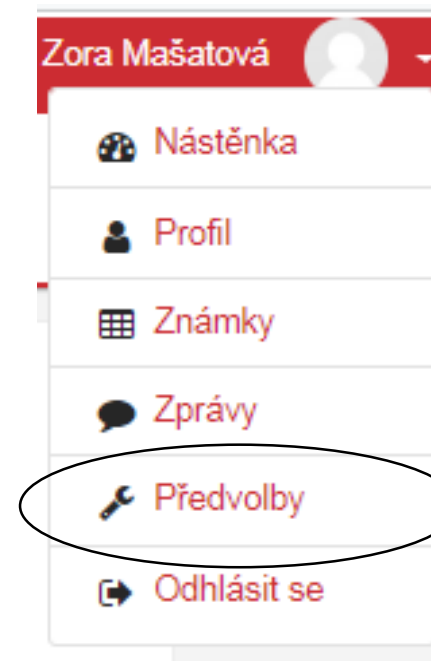 Zora Mašatová
Nástěnka
Profil
Známky
Zprávy
Předvolby
Odhlásit se